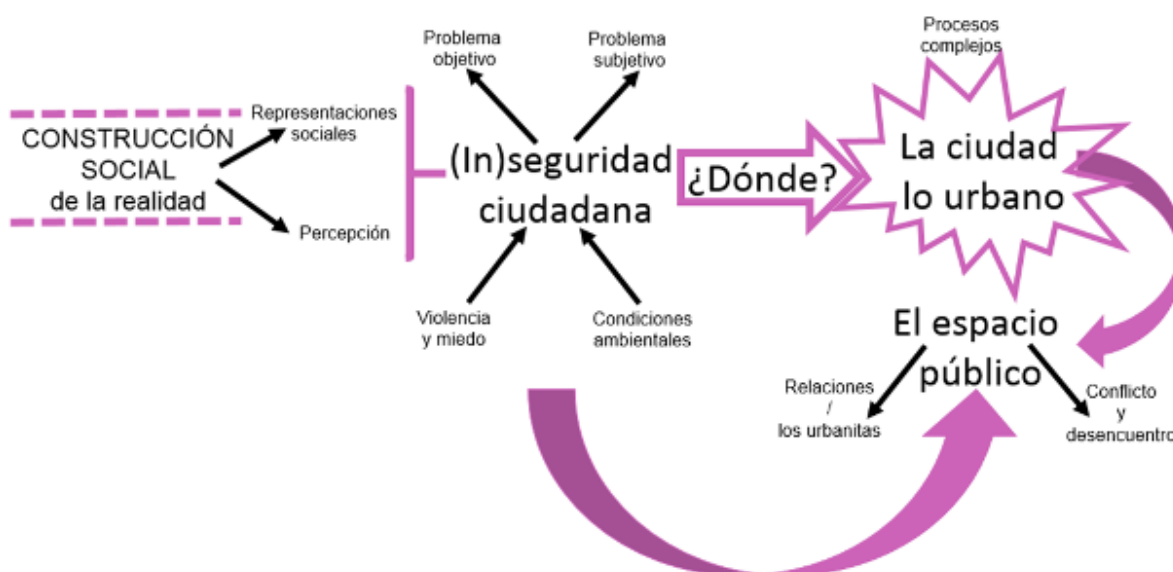 CONSTRUCCIÓN
SOCIAL
de la realidad
Representaciones
sociales
Percepción
Problema
objetivo
Problema
subjetivo
(In)seguridad
ciudadana
Violencia
y miedo
Condiciones
ambientales
¿Dónde?
Procesos
complejos
La ciudad
lo urbano
El espacio
público
Relaciones
/
los urbanitas
Conflicto
y
desencuentro